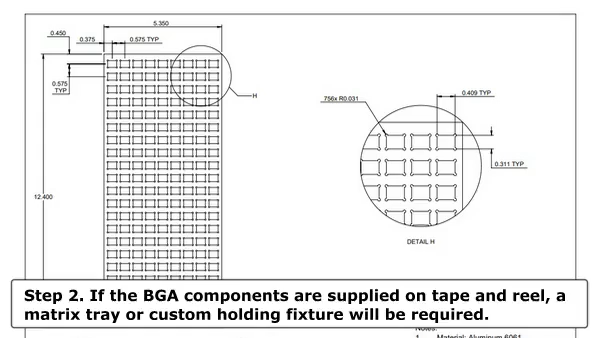 5.350
0.450
0.375
0.575 TYP
0.575
TYP
H
12.400
756x R0.031
0.409 TYP
0.311 TYP
DETAIL H
Step 2. If the BGA components are supplied on tape and reel, a
matrix tray or custom holding fixture will be required.
Notes:
1. Material: Aluminum 6061